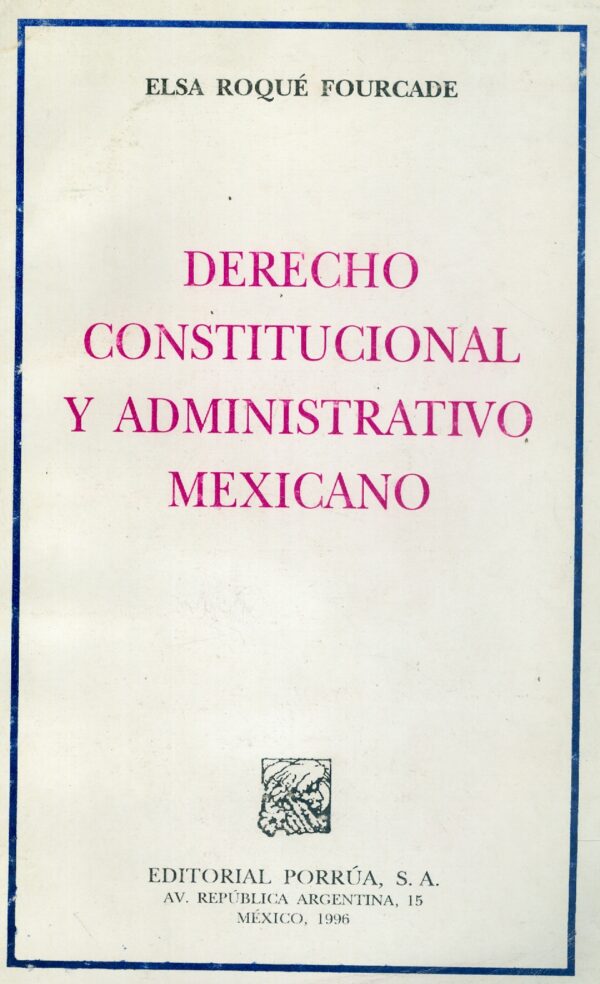 ELSA ROQUÉ FOURCADE
DERECHO
CONSTITUCIONAL
Y ADMINISTRATIVO
MEXICANO
EDITORIAL PORRÚA, S. A.
AV. REPÚBLICA ARGENTINA, 15
MÉXICO, 1996